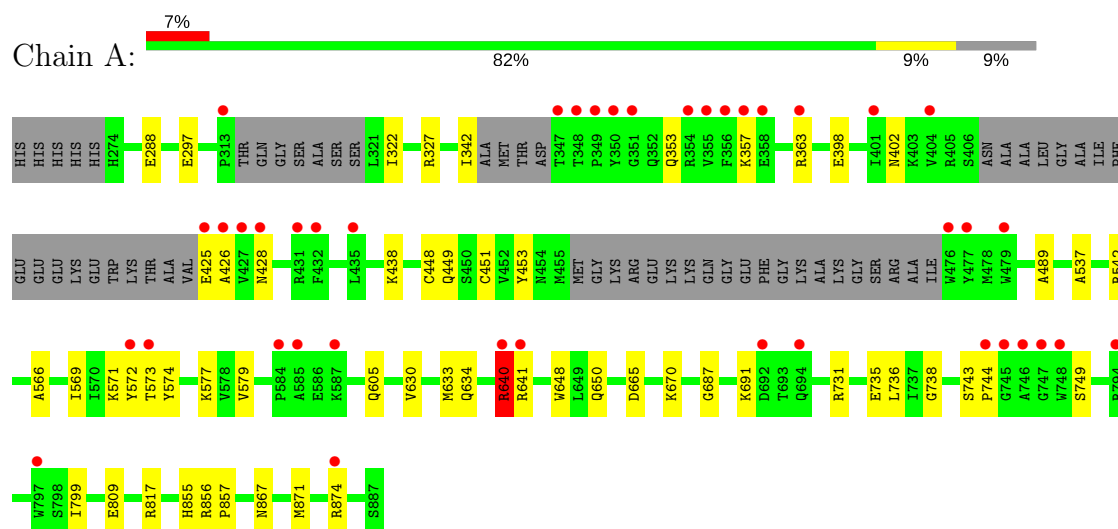 7%
Chain A:
82% 9% 9%
HIS HIS HIS HIS HIS H274 E288 E297 P313 THR GLN GLY SER ALA SER SER L321 I322 R327 I342 ALA MET THR ASP T347 T348 P349 Y350 G351 Q352 Q353 R354 V355 F356 K357 E358 R363 E398 I401 N402 K403 V404 R405 S406 ASN ALA ALA LEU GLY ALA ILE PHE
GLU GLU GLU LYS GLU TRP LYS THR ALA VAL E425 A426 V427 N428 R431 F432 L435 K438 C448 Q449 S450 C451 V452 Y453 N454 M455 MET GLY LYS ARG GLU LYS LYS GLN GLY GLU PHE GLY LYS ALA LYS GLY SER ARG ALA ILE W476 Y477 M478 W479 A489 A537
A566 I569 I570 K571 Y572 T573 Y574 K577 V578 V579 P584 A585 E586 K587 Q605 V630 M633 Q634 R640 R641 W648 L649 Q650 D665 K670 G687 K691 D692 T693 Q694 R731 E735 L736 I737 G738 S743 P744 G745 A746 G747 W748 S749
W797 S798 I799 E809 R817 H855 R856 P857 N867 M871 R874 S887